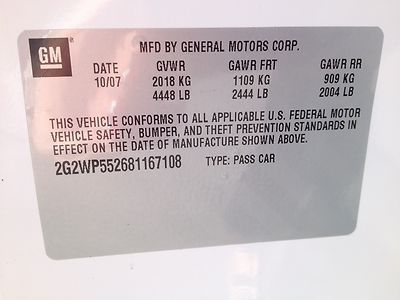 GM
MFD BY GENERAL MOTORS CORP.
DATE GVWR GAWR FRT GAWR RR
10/07 2018 KG 1109 KG 909 KG
4448 LB 2444 LB 2004 LB
THIS VEHICLE CONFORMS TO ALL APPLICABLE U.S. FEDERAL MOTOR
VEHICLE SAFETY, BUMPER, AND THEFT PREVENTION STANDARDS IN
EFFECT ON THE DATE OF MANUFACTURE SHOWN ABOVE.
2G2WP552681167108 TYPE: PASS CAR